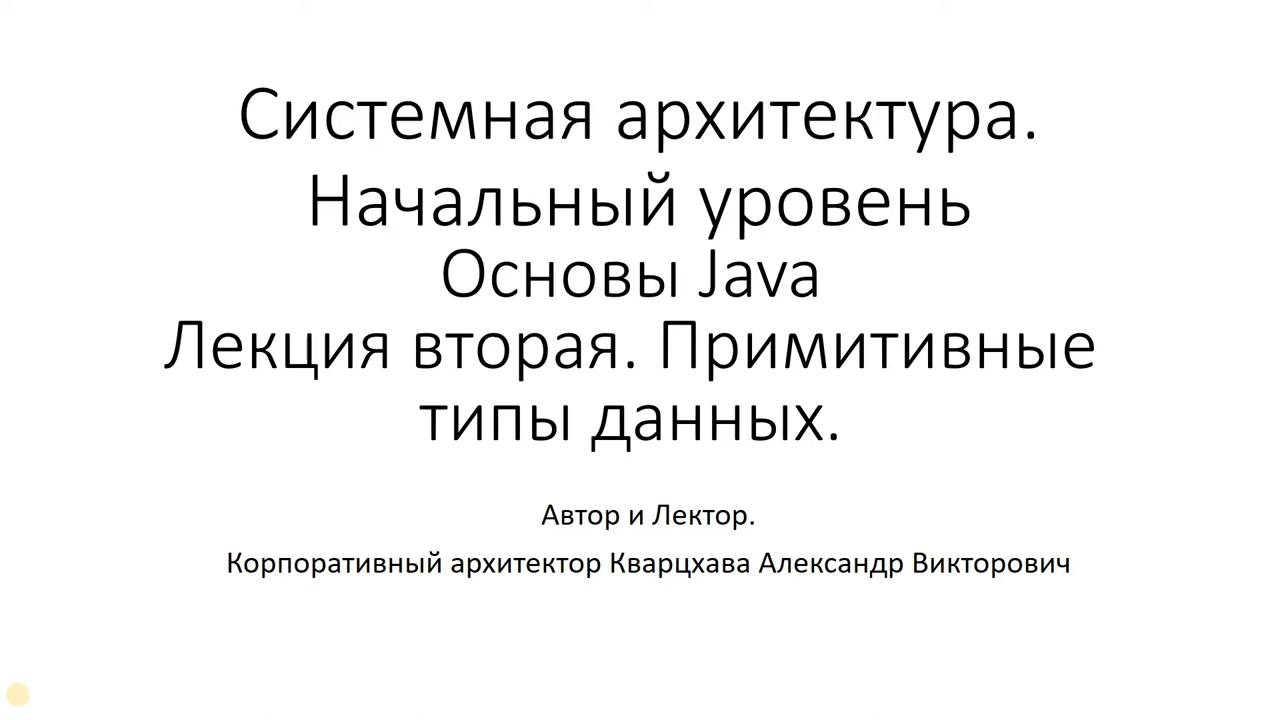 Системная архитектура.
Начальный уровень
Основы Java
Лекция вторая. Примитивные
типы данных.
Автор и Лектор.
Корпоративный архитектор Кварцхава Александр Викторович